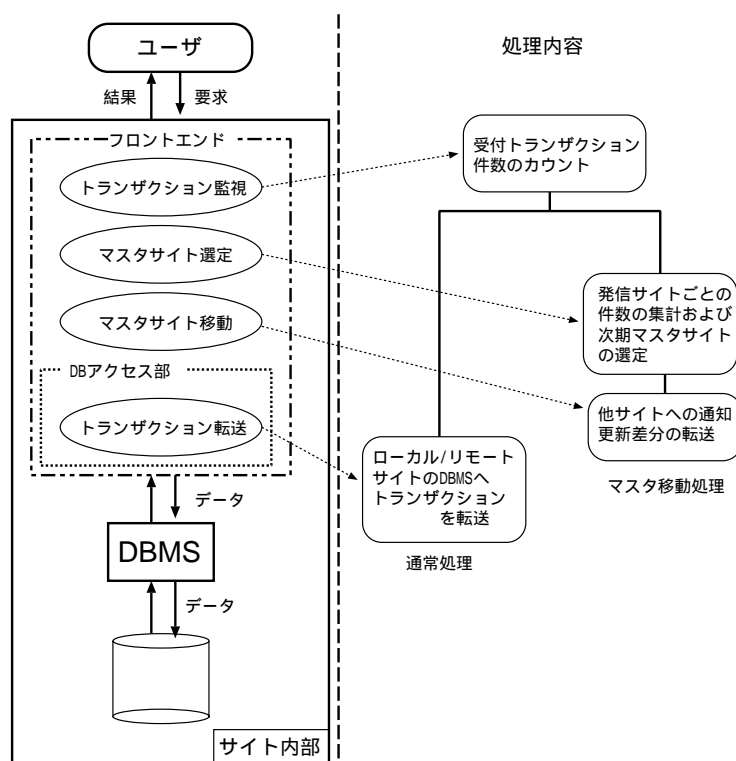 ユーザ
処理内容
結果
要求
フロントエンド
トランザクション監視
マスタサイト選定
マスタサイト移動
DBアクセス部
トランザクション転送
データ
DBMS
データ
サイト内部
受付トランザクション
件数のカウント
発信サイトごとの
件数の集計および
次期マスタサイト
の選定
他サイトへの通知
更新差分の転送
マスタ移動処理
ローカル/リモート
サイトのDBMSへ
トランザクション
を転送
通常処理